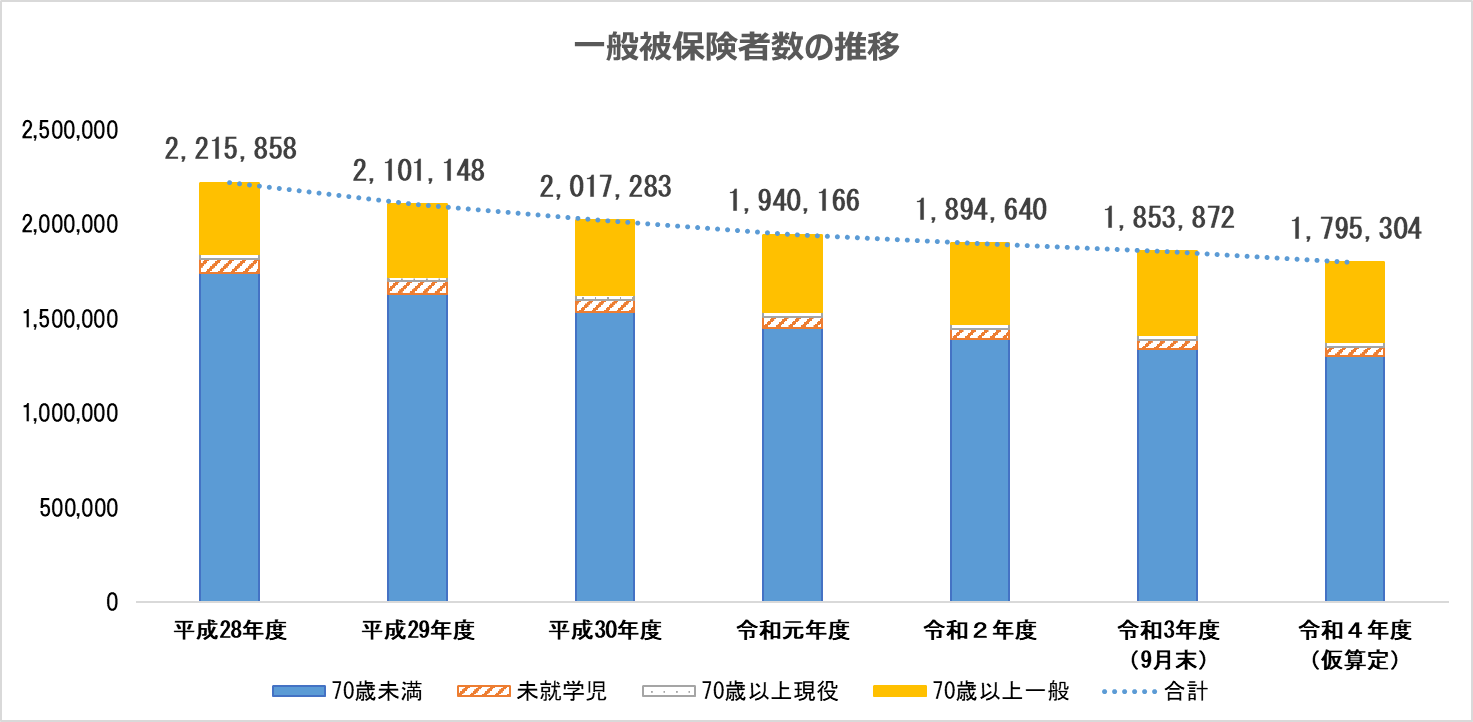 一般被保険者数の推移
2,500,000
2,000,000
1,500,000
1,000,000
500,000
0
2,215,858
2,101,148
2,017,283
1,940,166
1,894,640
1,853,872
1,795,304
平成28年度
平成29年度
平成30年度
令和元年度
令和２年度
令和3年度
（9月末）
令和４年度
（仮算定）
70歳未満
未就学児
70歳以上現役
70歳以上一般
合計